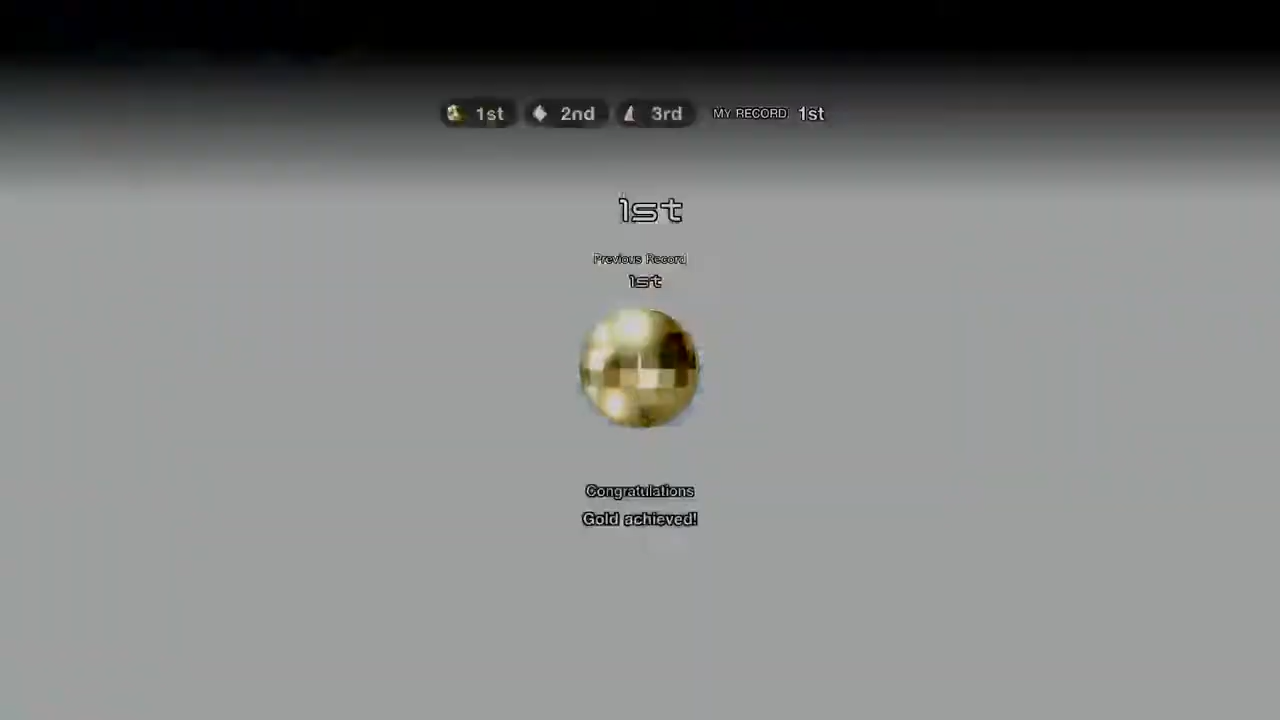 1st 2nd 3rd MY RECORD 1st
1st
Previous Record
1st
Congratulations
Gold achieved!